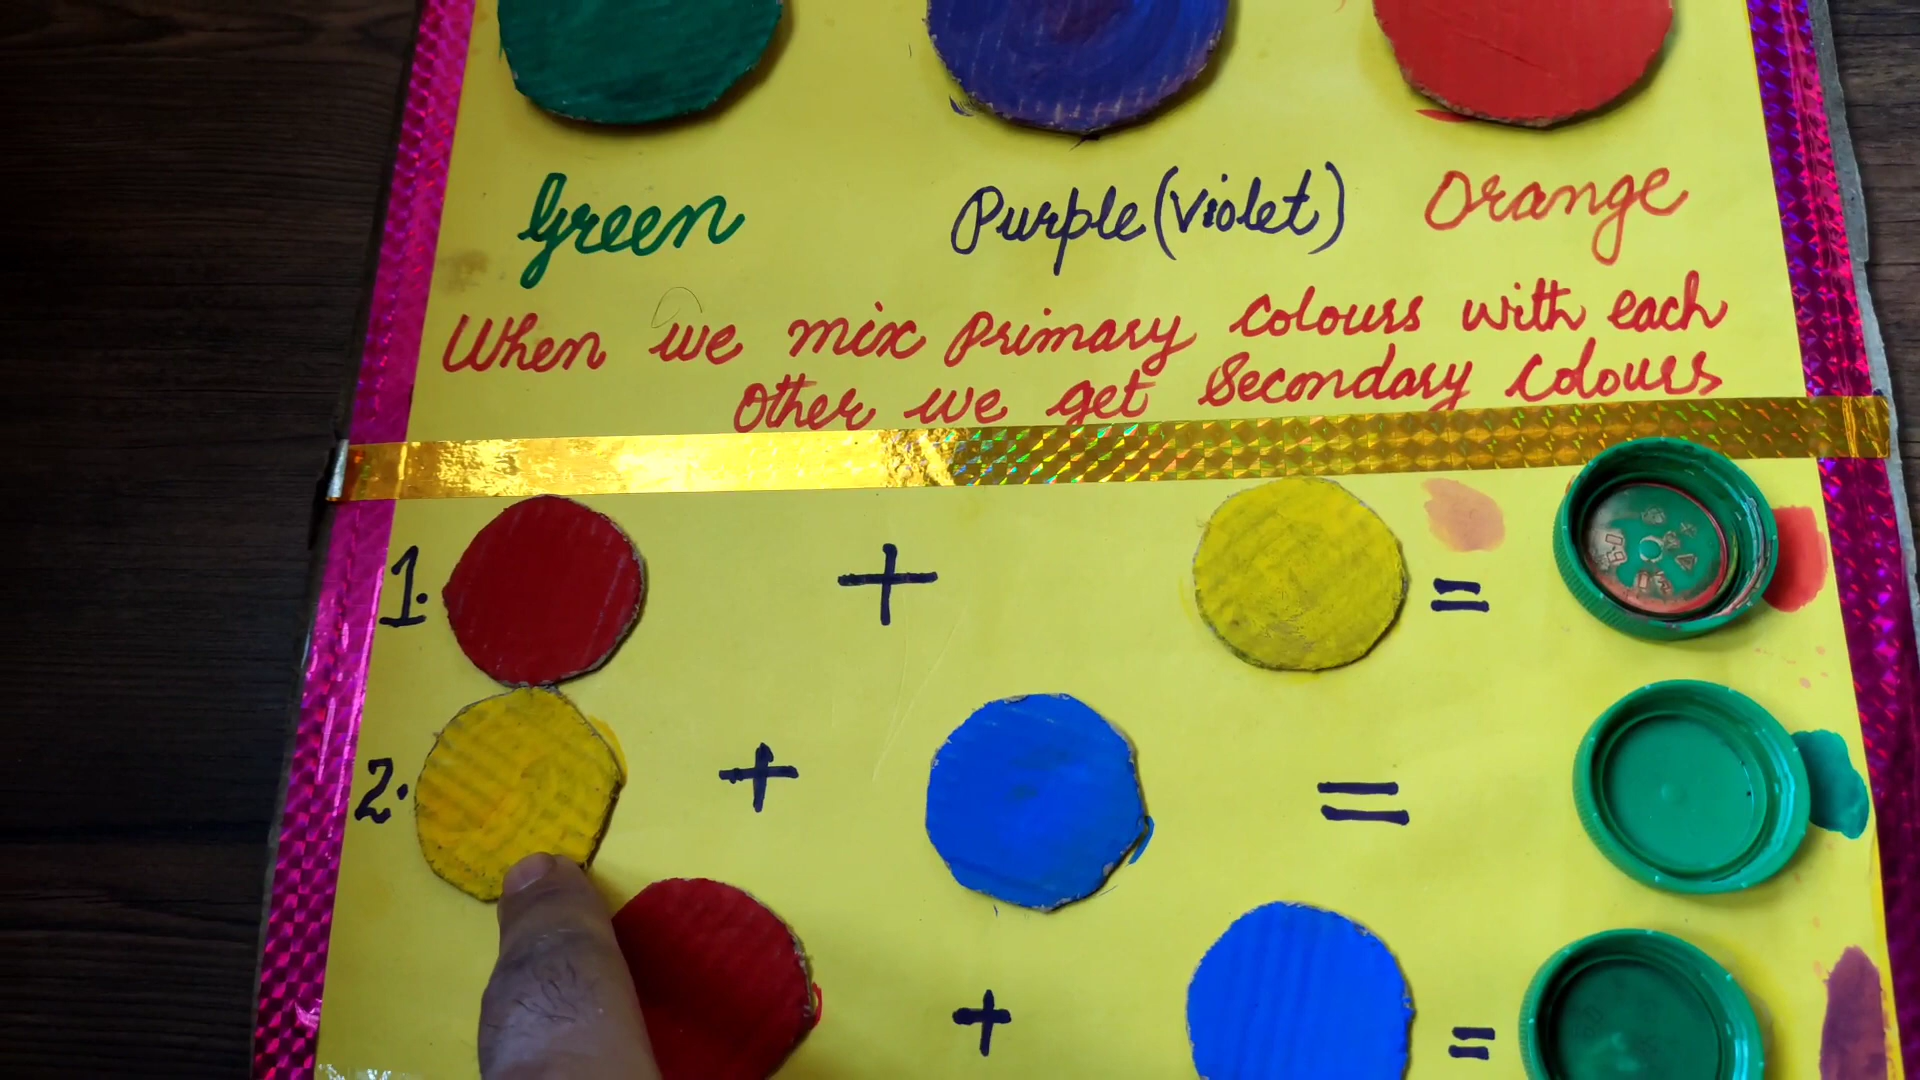 Green Purple (Violet) Orange
When we mix Primary Colours with each
Other we get Secondary Colours
1. + =
2. + =
+ =